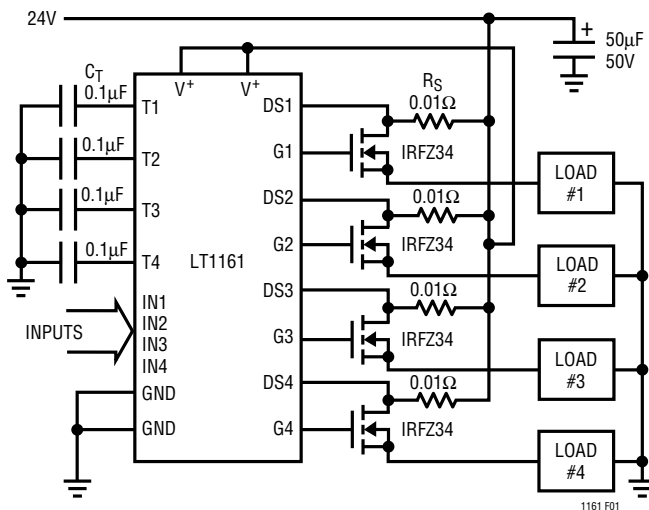 24V
+
50µF
50V
C_T
0.1µF
0.1µF
0.1µF
0.1µF
V+
V+
T1
T2
T3
T4
LT1161
INPUTS
IN1
IN2
IN3
IN4
GND
GND
DS1
G1
DS2
G2
DS3
G3
DS4
G4
R_S
0.01Ω
IRFZ34
0.01Ω
IRFZ34
0.01Ω
IRFZ34
0.01Ω
IRFZ34
LOAD
#1
LOAD
#2
LOAD
#3
LOAD
#4
1161 F01